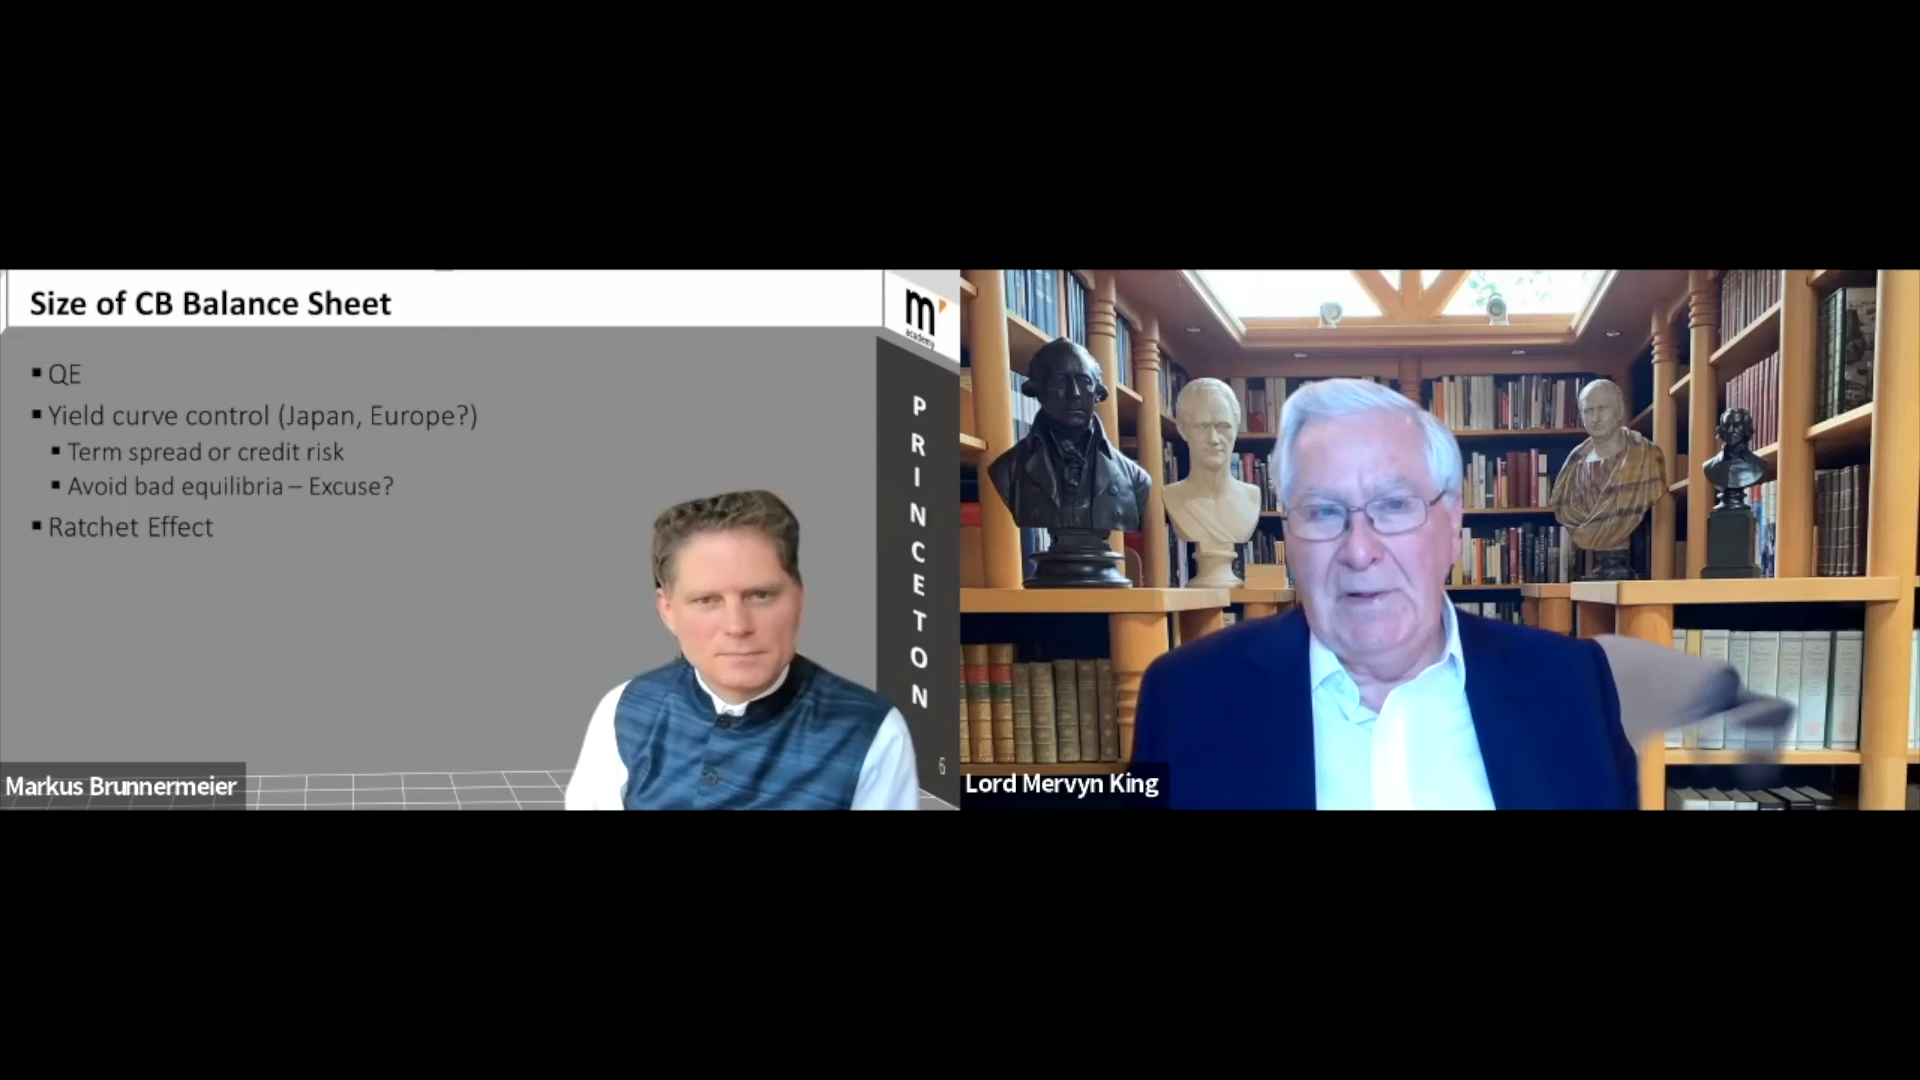 Size of CB Balance Sheet
m'
academy
▪ QE
▪ Yield curve control (Japan, Europe?)
▪ Term spread or credit risk
▪ Avoid bad equilibria – Excuse?
▪ Ratchet Effect
PRINCETON
6
Markus Brunnermeier
Lord Mervyn King